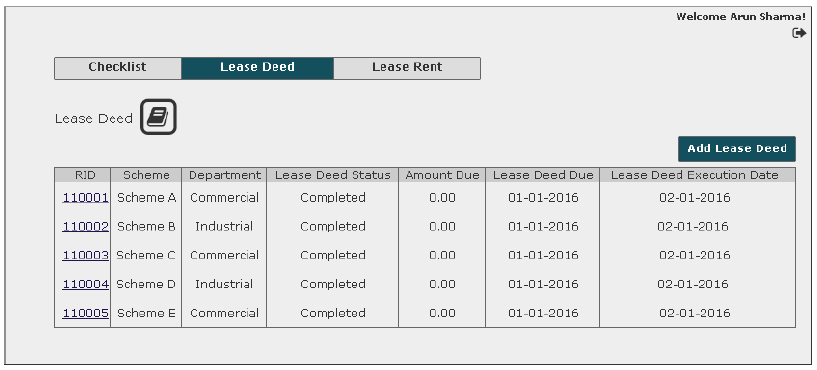 Welcome Arun Sharma!
Checklist Lease Deed Lease Rent
Lease Deed
Add Lease Deed
RID Scheme Department Lease Deed Status Amount Due Lease Deed Due Lease Deed Execution Date
110001 Scheme A Commercial Completed 0.00 01-01-2016 02-01-2016
110002 Scheme B Industrial Completed 0.00 01-01-2016 02-01-2016
110003 Scheme C Commercial Completed 0.00 01-01-2016 02-01-2016
110004 Scheme D Industrial Completed 0.00 01-01-2016 02-01-2016
110005 Scheme E Commercial Completed 0.00 01-01-2016 02-01-2016